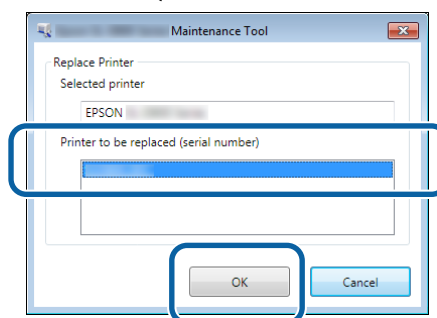 Maintenance Tool
Replace Printer
Selected printer
EPSON
Printer to be replaced (serial number)
OK
Cancel